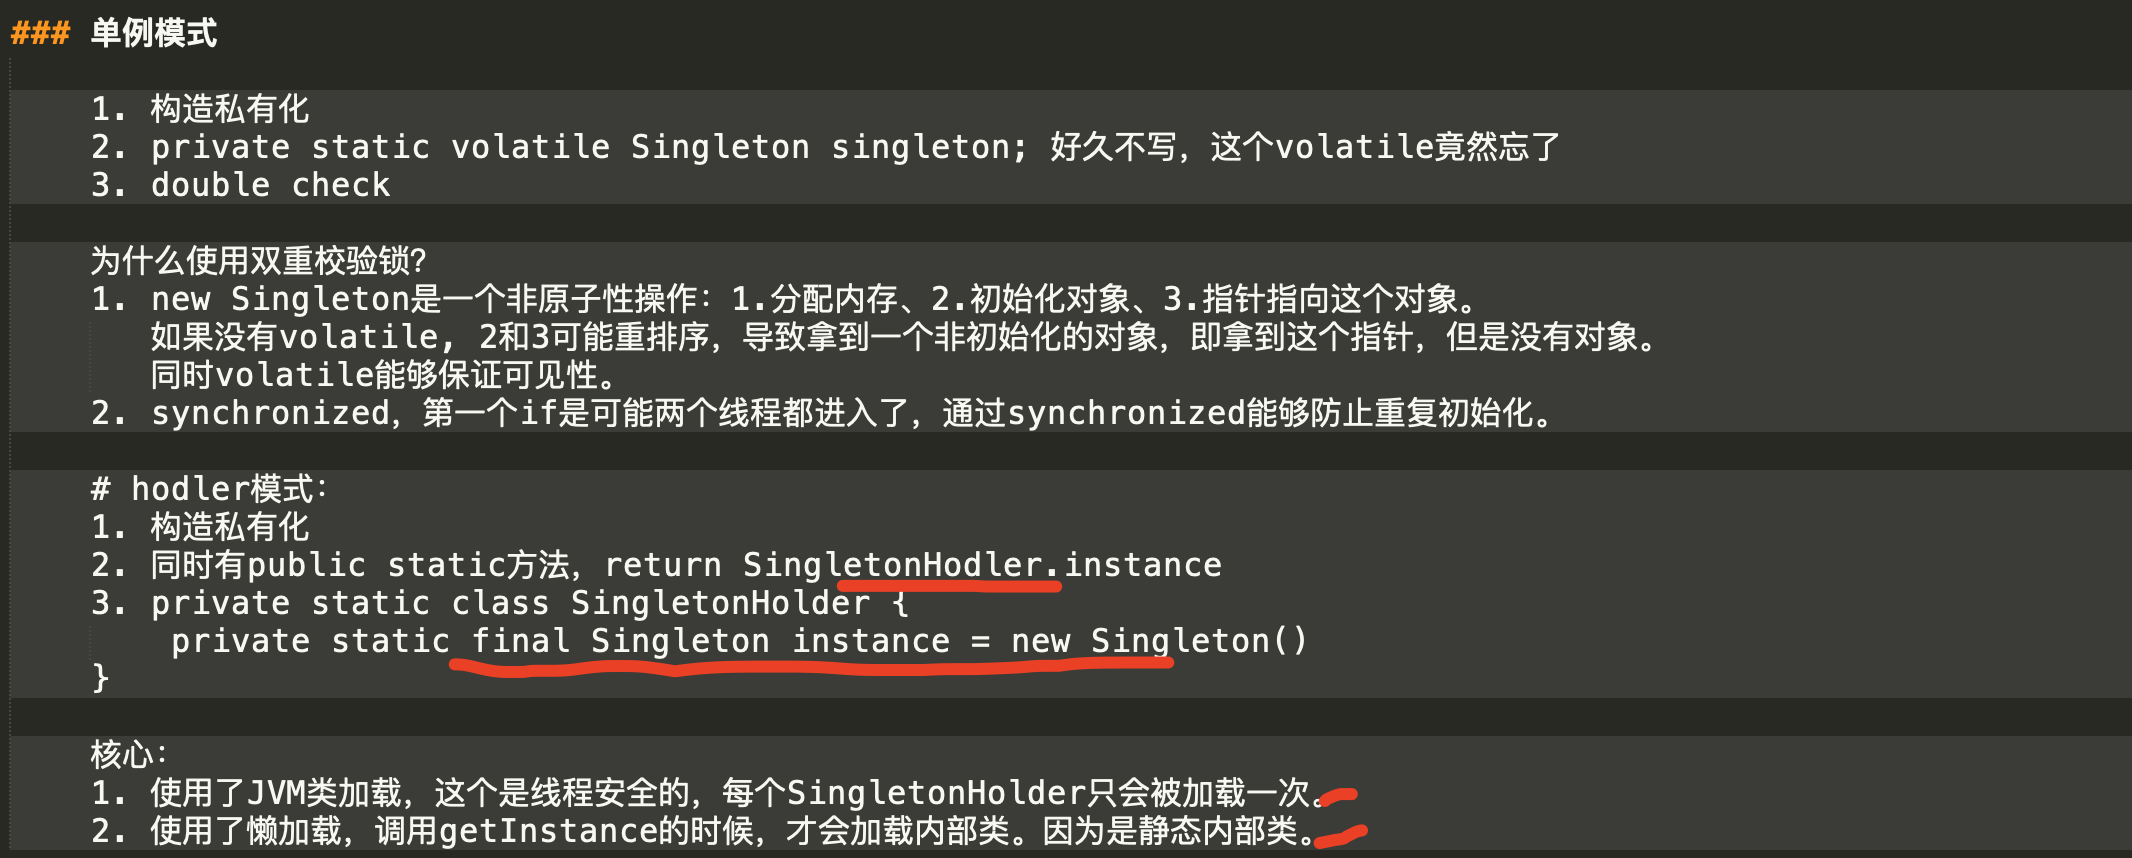 ### 单例模式
1. 构造私有化
2. private static volatile Singleton singleton; 好久不写，这个volatile竟然忘了
3. double check
为什么使用双重校验锁？
1. new Singleton是一个非原子性操作：1.分配内存、2.初始化对象、3.指针指向这个对象。
如果没有volatile, 2和3可能重排序，导致拿到一个非初始化的对象，即拿到这个指针，但是没有对象。
同时volatile能够保证可见性。
2. synchronized，第一个if是可能两个线程都进入了，通过synchronized能够防止重复初始化。
# hodler模式：
1. 构造私有化
2. 同时有public static方法，return SingletonHodler.instance
3. private static class SingletonHolder {
private static final Singleton instance = new Singleton()
}
核心：
1. 使用了JVM类加载，这个是线程安全的，每个SingletonHolder只会被加载一次。
2. 使用了懒加载，调用getInstance的时候，才会加载内部类。因为是静态内部类。